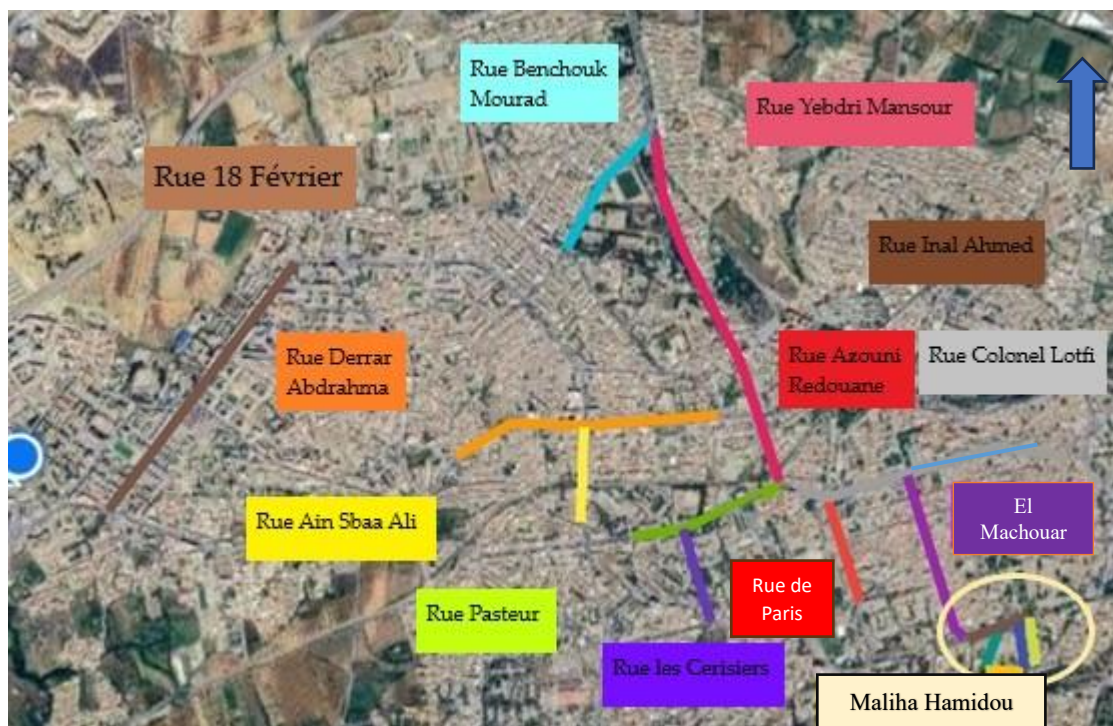 Rue Benchouk
Mourad
Rue Yebdri Mansour
Rue 18 Février
Rue Inal Ahmed
Rue Derrar
Abdrahma
Rue Azouni
Redouane
Rue Colonel Lotfi
Rue Ain Sbaa Ali
El
Machouar
Rue de
Paris
Rue Pasteur
Rue les Cerisiers
Maliha Hamidou